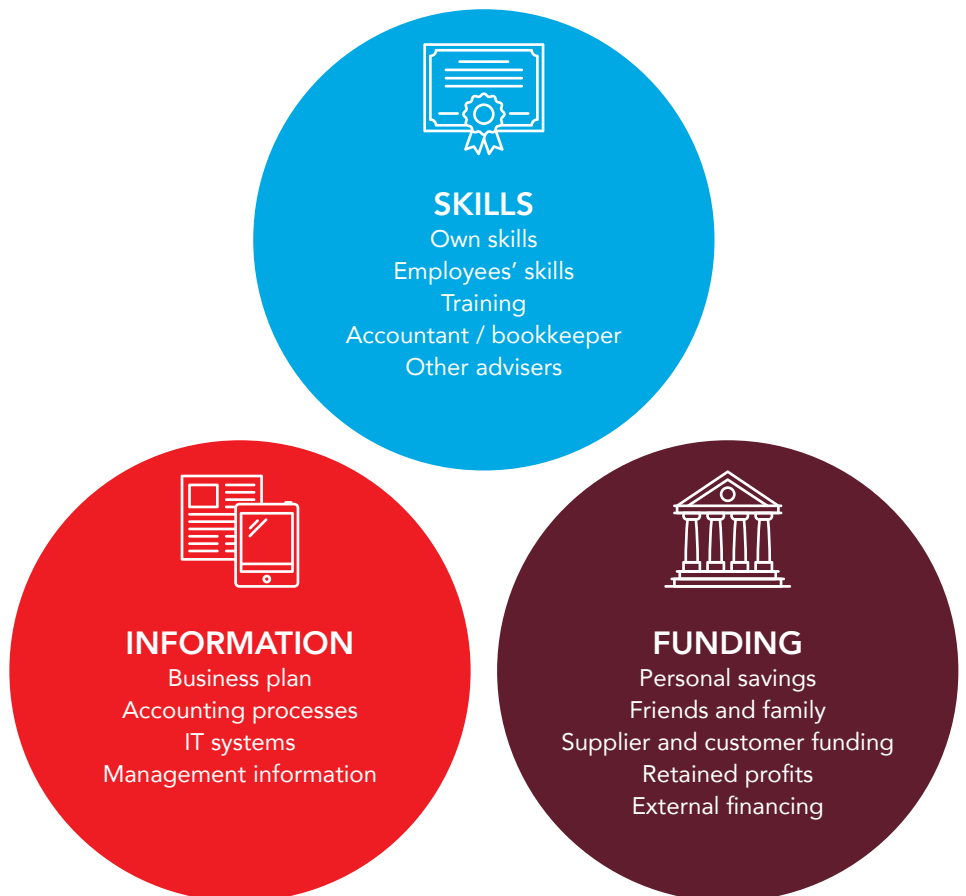 SKILLS
Own skills
Employees’ skills
Training
Accountant / bookkeeper
Other advisers
INFORMATION
Business plan
Accounting processes
IT systems
Management information
FUNDING
Personal savings
Friends and family
Supplier and customer funding
Retained profits
External financing